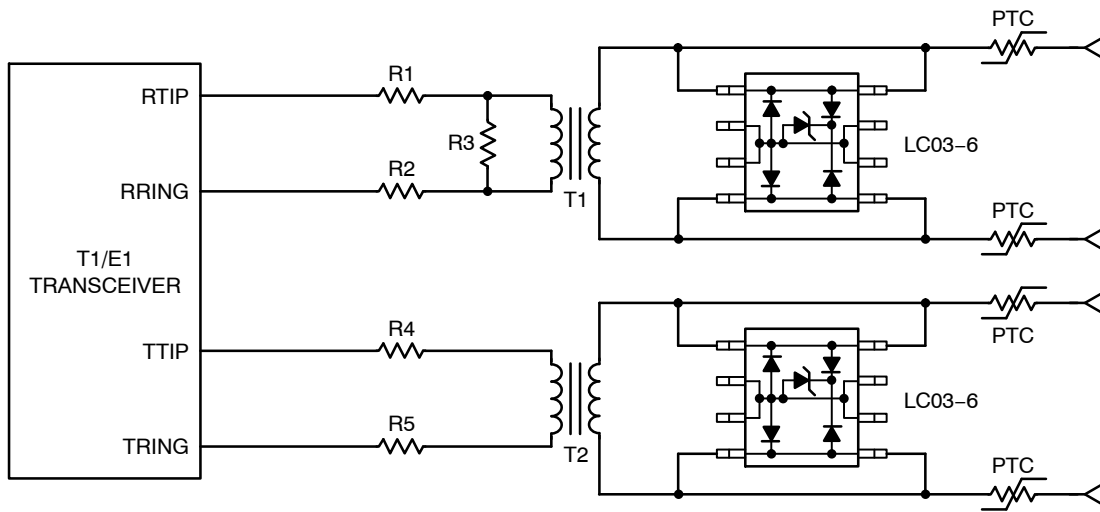 PTC
R1
RTIP
R3
LC03−6
R2
RRING
T1
PTC
T1/E1
TRANSCEIVER
PTC
R4
TTIP
LC03−6
R5
TRING
T2
PTC